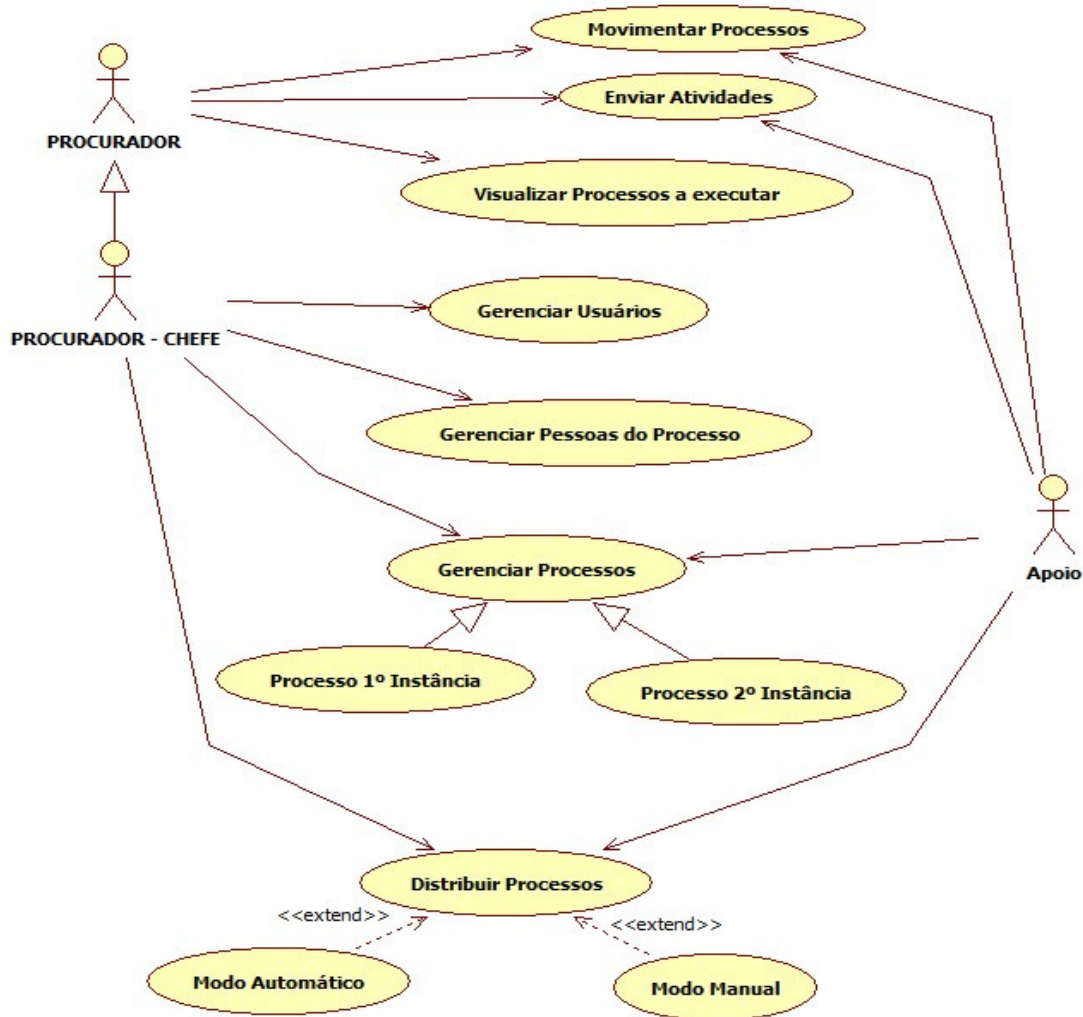 Movimentar Processos
Enviar Atividades
PROCURADOR
Visualizar Processos a executar
Gerenciar Usuários
PROCURADOR - CHEFE
Gerenciar Pessoas do Processo
Gerenciar Processos
Apoio
Processo 1º Instância
Processo 2º Instância
Distribuir Processos
<<extend>>
<<extend>>
Modo Automático
Modo Manual